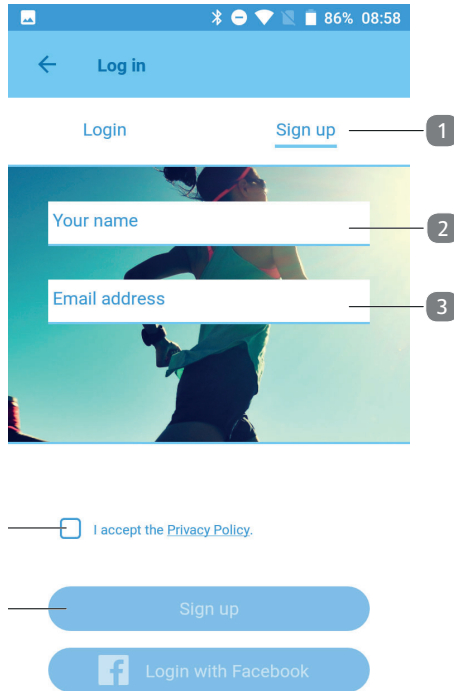 86% 08:58
Log in
Login Sign up 1
Your name 2
Email address 3
I accept the Privacy Policy.
Sign up
f Login with Facebook